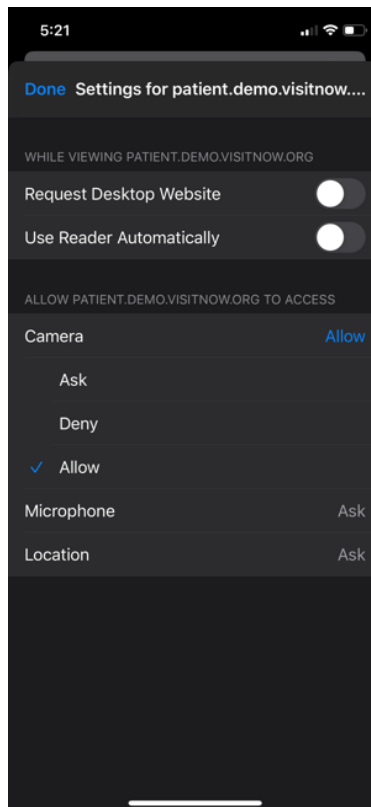 5:21
Done Settings for patient.demo.visitnow....
WHILE VIEWING PATIENT.DEMO.VISITNOW.ORG
Request Desktop Website
Use Reader Automatically
ALLOW PATIENT.DEMO.VISITNOW.ORG TO ACCESS
Camera Allow
Ask
Deny
Allow
Microphone Ask
Location Ask